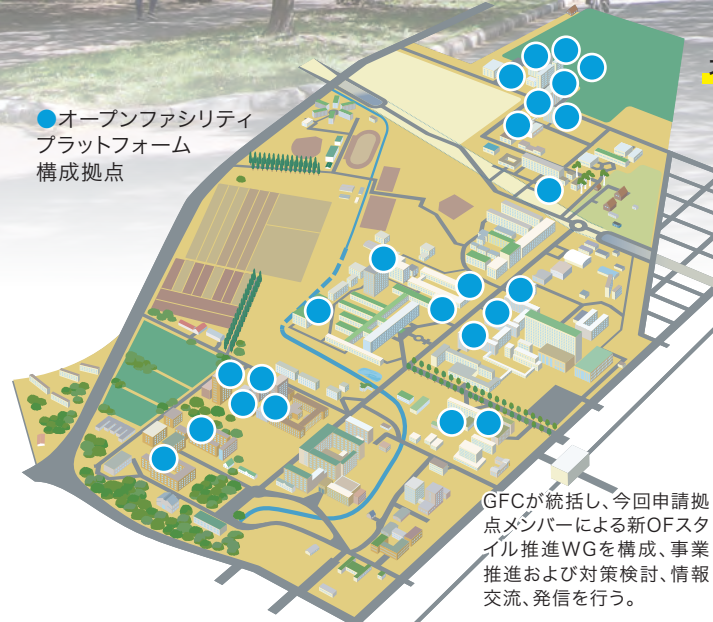 ●オープンファシリティ
プラットフォーム
構成拠点
GFCが統括し、今回申請拠
点メンバーによる新OFスタ
イル推進WGを構成、事業
推進および対策検討、情報
交流、発信を行う。